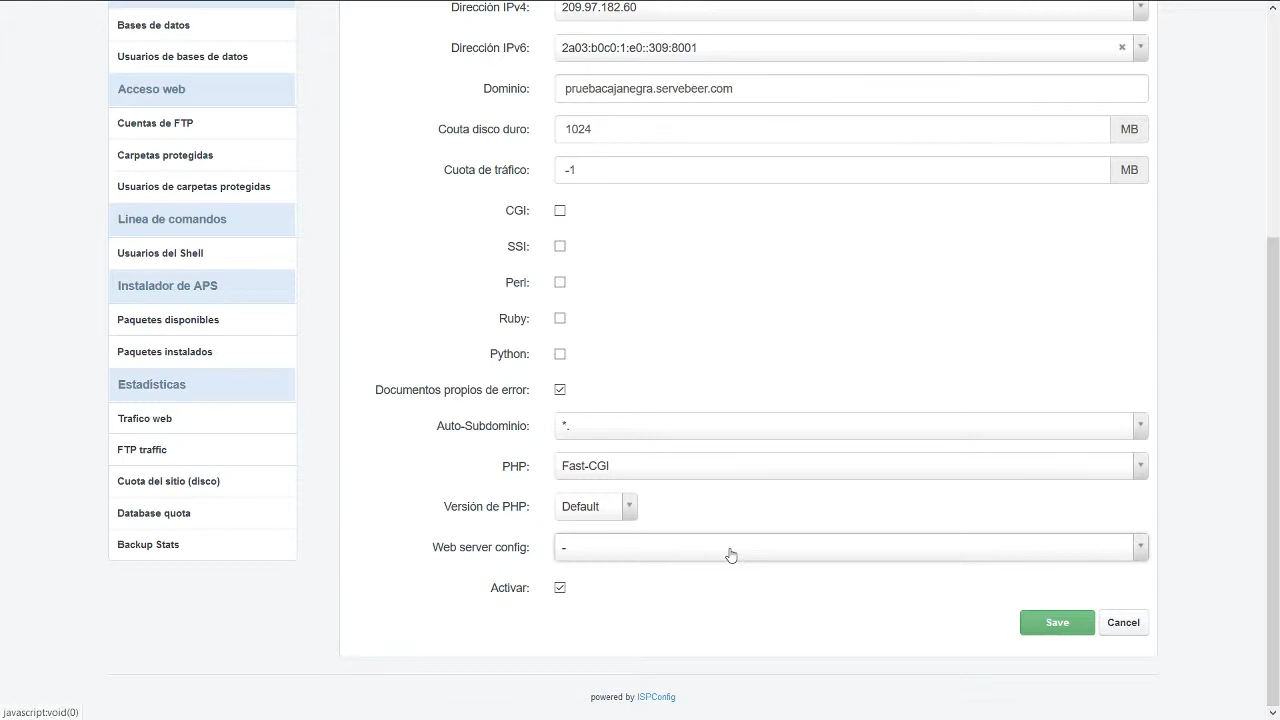 Dirección IPv4: 209.97.182.60
Bases de datos
Dirección IPv6: 2a03:b0c0:1:e0::309:8001 ×
Usuarios de bases de datos
Acceso web
Dominio: pruebacajanegra.servebeer.com
Cuentas de FTP
Couta disco duro: 1024 MB
Carpetas protegidas
Cuota de tráfico: -1 MB
Usuarios de carpetas protegidas
CGI:
Linea de comandos
SSI:
Usuarios del Shell
Perl:
Instalador de APS
Ruby:
Paquetes disponibles
Python:
Paquetes instalados
Documentos propios de error:
Estadísticas
Auto-Subdominio: *.
Trafico web
FTP traffic
PHP: Fast-CGI
Cuota del sitio (disco)
Versión de PHP: Default
Database quota
Web server config: -
Backup Stats
Activar:
Save Cancel
powered by ISPConfig
javascript:void(0)